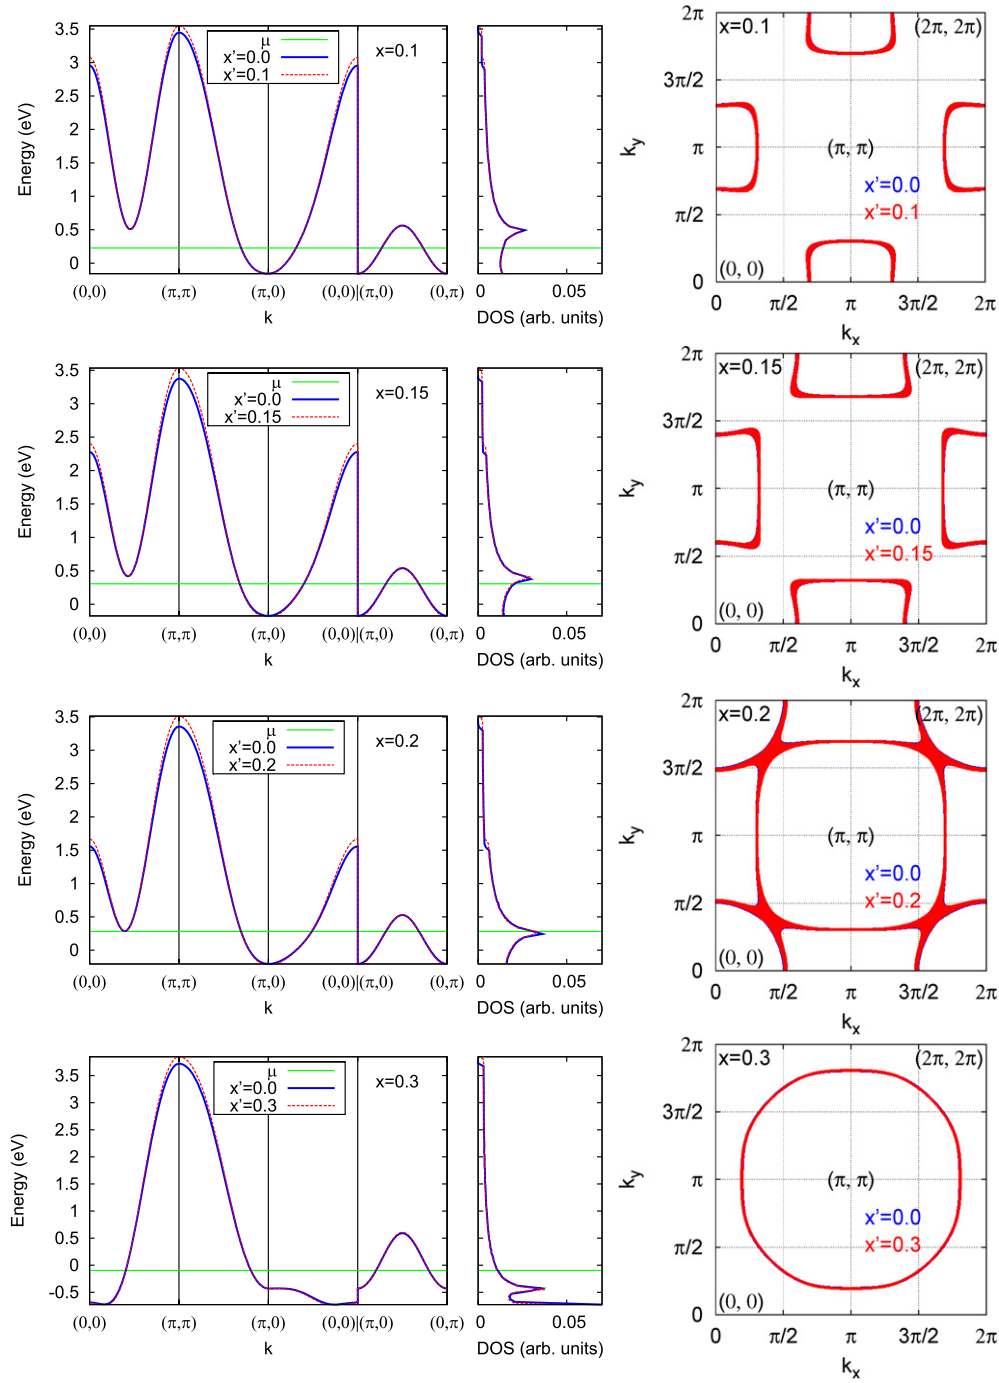 3.5
3
2.5
2
1.5
1
0.5
0
Energy (eV)
μ
x'=0.0
x'=0.1
x=0.1
(0,0)
(π,π)
(π,0)
(0,0)|(π,0)
(0,π)
k
0
0.05
DOS (arb. units)
2π
3π/2
π
π/2
0
k_y
x=0.1
(2π, 2π)
(π, π)
x'=0.0
x'=0.1
(0, 0)
0
π/2
π
3π/2
2π
k_x
3.5
3
2.5
2
1.5
1
0.5
0
Energy (eV)
μ
x'=0.0
x'=0.15
x=0.15
(0,0)
(π,π)
(π,0)
(0,0)|(π,0)
(0,π)
k
0
0.05
DOS (arb. units)
2π
3π/2
π
π/2
0
k_y
x=0.15
(2π, 2π)
(π, π)
x'=0.0
x'=0.15
(0, 0)
0
π/2
π
3π/2
2π
k_x
3.5
3
2.5
2
1.5
1
0.5
0
Energy (eV)
μ
x'=0.0
x'=0.2
x=0.2
(0,0)
(π,π)
(π,0)
(0,0)|(π,0)
(0,π)
k
0
0.05
DOS (arb. units)
2π
3π/2
π
π/2
0
k_y
x=0.2
(2π, 2π)
(π, π)
x'=0.0
x'=0.2
(0, 0)
0
π/2
π
3π/2
2π
k_x
3.5
3
2.5
2
1.5
1
0.5
0
-0.5
Energy (eV)
μ
x'=0.0
x'=0.3
x=0.3
(0,0)
(π,π)
(π,0)
(0,0)|(π,0)
(0,π)
k
0
0.05
DOS (arb. units)
2π
3π/2
π
π/2
0
k_y
x=0.3
(2π, 2π)
(π, π)
x'=0.0
x'=0.3
(0, 0)
0
π/2
π
3π/2
2π
k_x